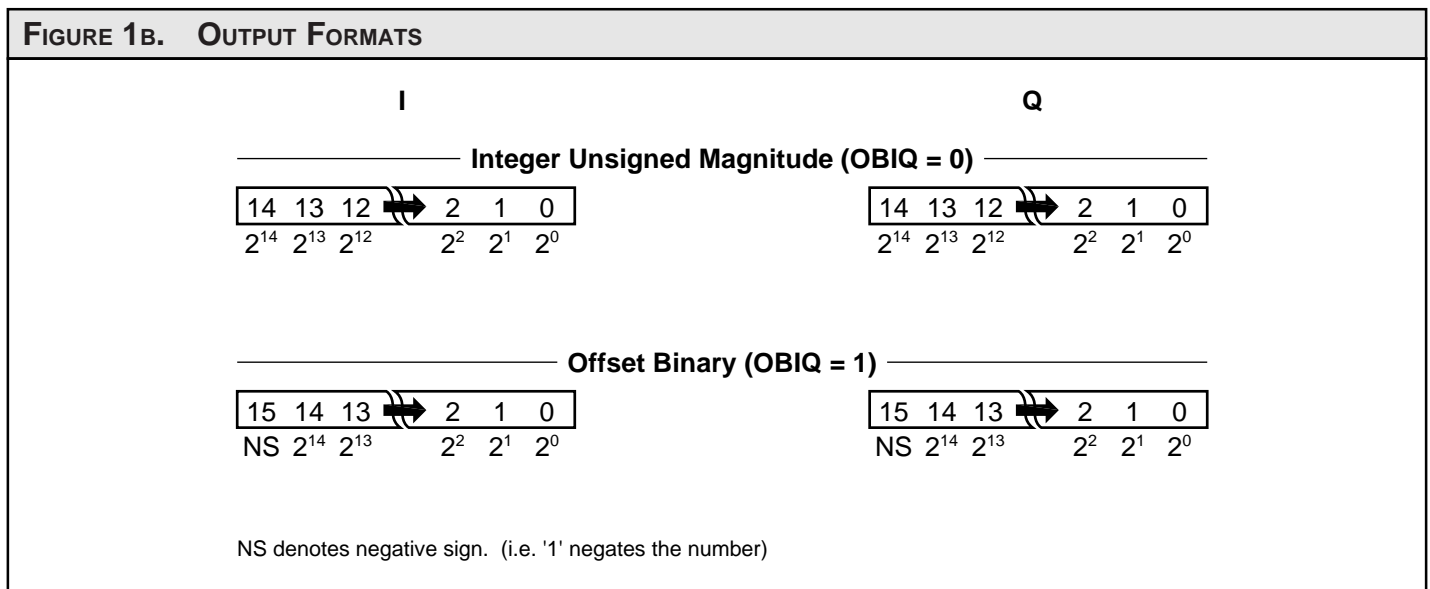 FIGURE 1B. OUTPUT FORMATS
I Q
Integer Unsigned Magnitude (OBIQ = 0)
14 13 12 2 1 0 14 13 12 2 1 0
2¹⁴ 2¹³ 2¹² 2² 2¹ 2⁰ 2¹⁴ 2¹³ 2¹² 2² 2¹ 2⁰
Offset Binary (OBIQ = 1)
15 14 13 2 1 0 15 14 13 2 1 0
NS 2¹⁴ 2¹³ 2² 2¹ 2⁰ NS 2¹⁴ 2¹³ 2² 2¹ 2⁰
NS denotes negative sign. (i.e. '1' negates the number)